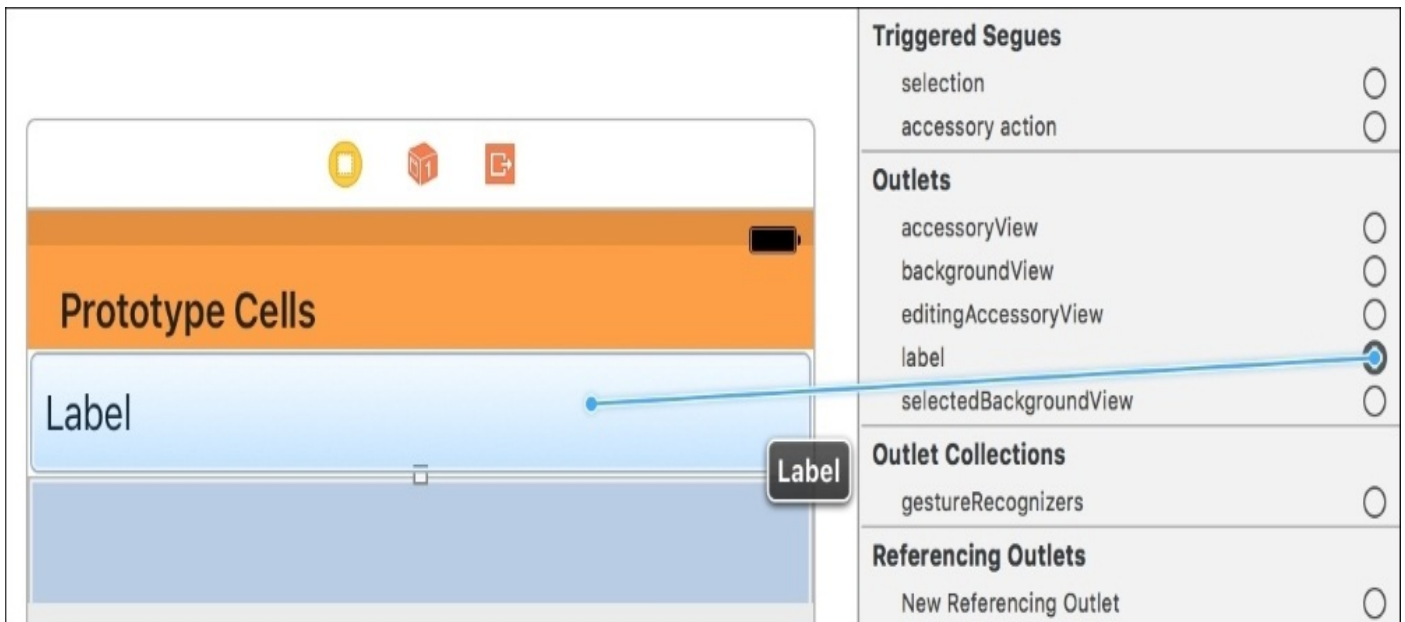 Prototype Cells
Label
Label
Triggered Segues
selection
accessory action
Outlets
accessoryView
backgroundView
editingAccessoryView
label
selectedBackgroundView
Outlet Collections
gestureRecognizers
Referencing Outlets
New Referencing Outlet